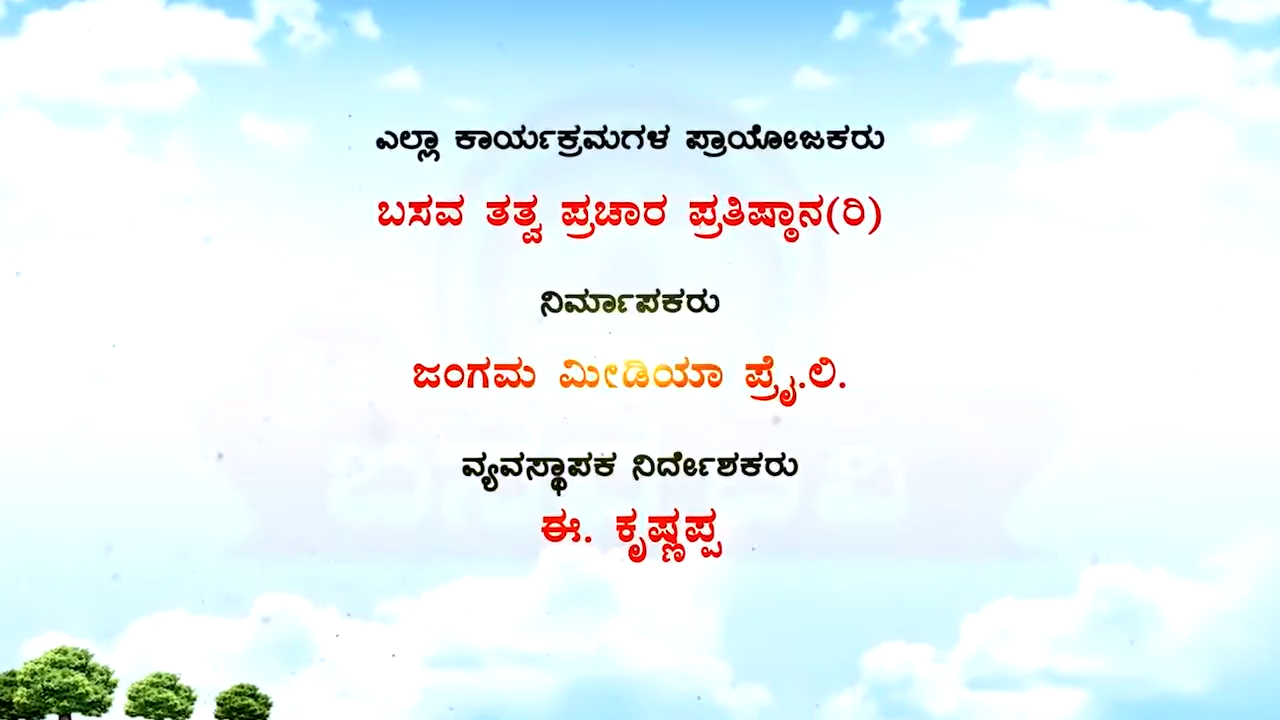 ಎಲ್ಲಾ ಕಾರ್ಯಕ್ರಮಗಳ ಪ್ರಾಯೋಜಕರು
ಬಸವ ತತ್ವ ಪ್ರಚಾರ ಪ್ರತಿಷ್ಠಾನ(ರಿ)
ನಿರ್ಮಾಪಕರು
ಜಂಗಮ ಮೀಡಿಯಾ ಪ್ರೈ.ಲಿ.
ವ್ಯವಸ್ಥಾಪಕ ನಿರ್ದೇಶಕರು
ಈ. ಕೃಷ್ಣಪ್ಪ